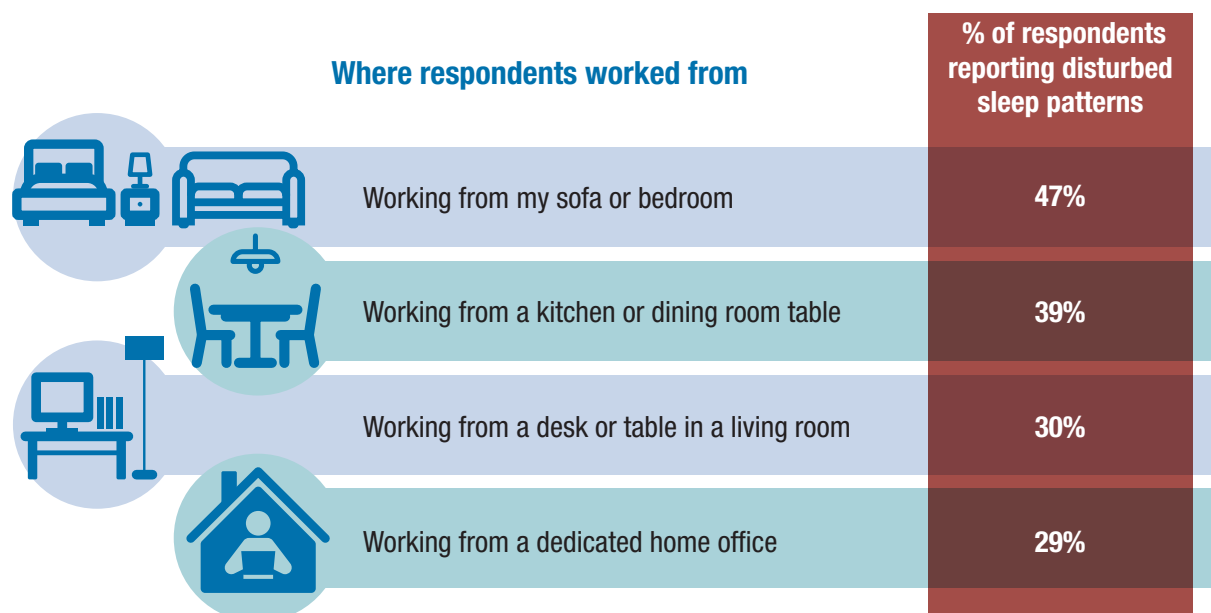 Where respondents worked from
% of respondents
reporting disturbed
sleep patterns
Working from my sofa or bedroom
47%
Working from a kitchen or dining room table
39%
Working from a desk or table in a living room
30%
Working from a dedicated home office
29%